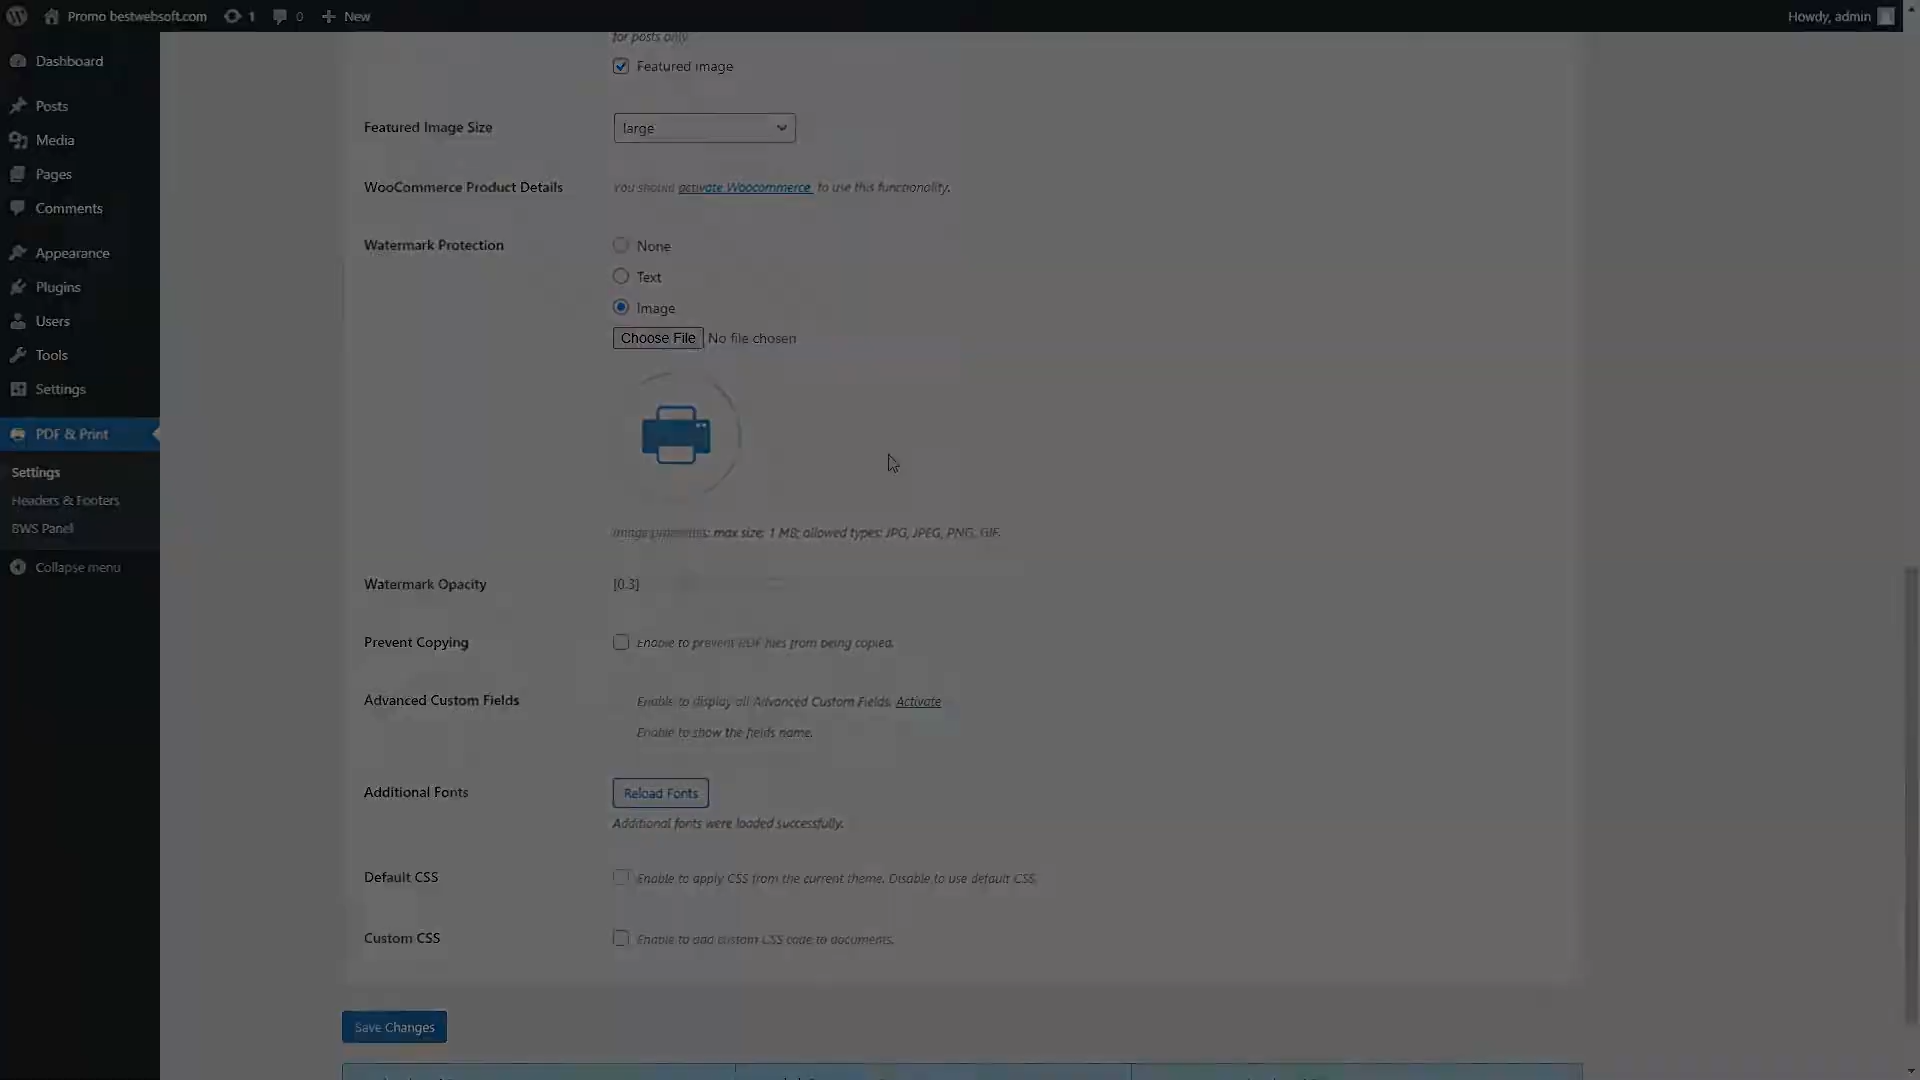 Promo bestwebsoft.com 1 0 New Howdy, admin
for posts only
Featured image
Dashboard
Posts
Media
Pages
Comments
Appearance
Plugins
Users
Tools
Settings
PDF & Print
Settings
Headers & Footers
BWS Panel
Collapse menu
Featured Image Size large
WooCommerce Product Details You should activate Woocommerce to use this functionality.
Watermark Protection None
Text
Image
Choose File No file chosen
Image properties: max size: 1 MB; allowed types: JPG, JPEG, PNG, GIF.
Watermark Opacity [0.3]
Prevent Copying Enable to prevent PDF files from being copied.
Advanced Custom Fields Enable to display all Advanced Custom Fields. Activate
Enable to show the fields name.
Additional Fonts Reload Fonts
Additional fonts were loaded successfully.
Default CSS Enable to apply CSS from the current theme. Disable to use default CSS.
Custom CSS Enable to add custom CSS code to documents.
Save Changes